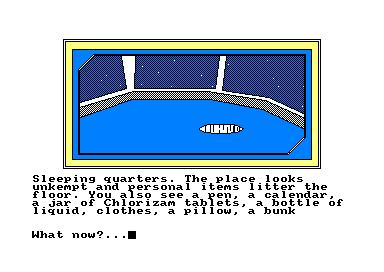 Sleeping quarters. The place looks
unkempt and personal items litter the
floor. You also see a pen, a calendar,
a jar of Chlorizam tablets, a bottle of
liquid, clothes, a pillow, a bunk
What now?...